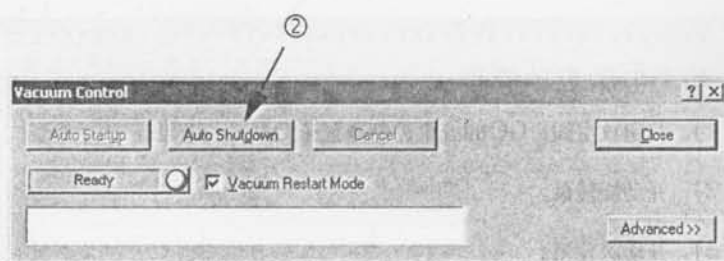 ②
Vacuum Control ? ×
Auto Startup Auto Shutdown Cancel Close
Ready Vacuum Restart Mode
Advanced >>